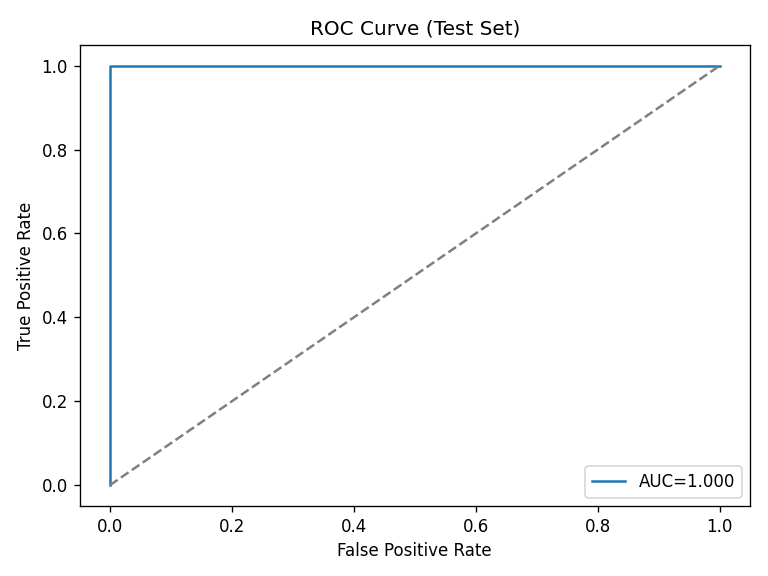 ROC Curve (Test Set)
True Positive Rate
1.0
0.8
0.6
0.4
0.2
0.0
AUC=1.000
0.0 0.2 0.4 0.6 0.8 1.0
False Positive Rate